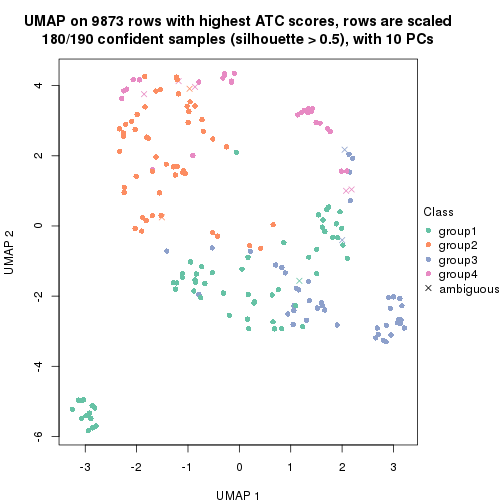 UMAP on 9873 rows with highest ATC scores, rows are scaled
180/190 confident samples (silhouette > 0.5), with 10 PCs
4
2
0
-2
-4
-6
UMAP 2
-3 -2 -1 0 1 2 3
UMAP 1
Class
group1
group2
group3
group4
ambiguous